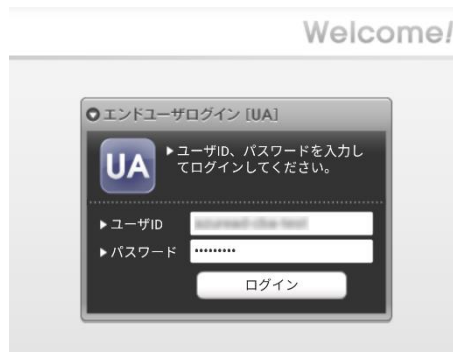 Welcome!
エンドユーザログイン [UA]
UA
ユーザID、パスワードを入力し
てログインしてください。
ユーザID
パスワード •••••••••
ログイン